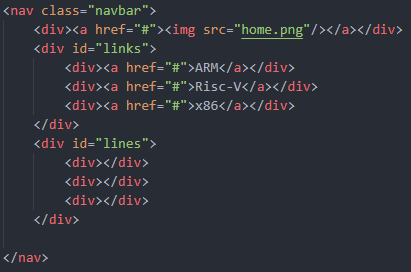 <nav class="navbar">
    <div><a href="#"><img src="home.png"/></a></div>
    <div id="links">
        <div><a href="#">ARM</a></div>
        <div><a href="#">Risc-V</a></div>
        <div><a href="#">x86</a></div>
    </div>
    <div id="lines">
        <div></div>
        <div></div>
        <div></div>
    </div>

</nav>